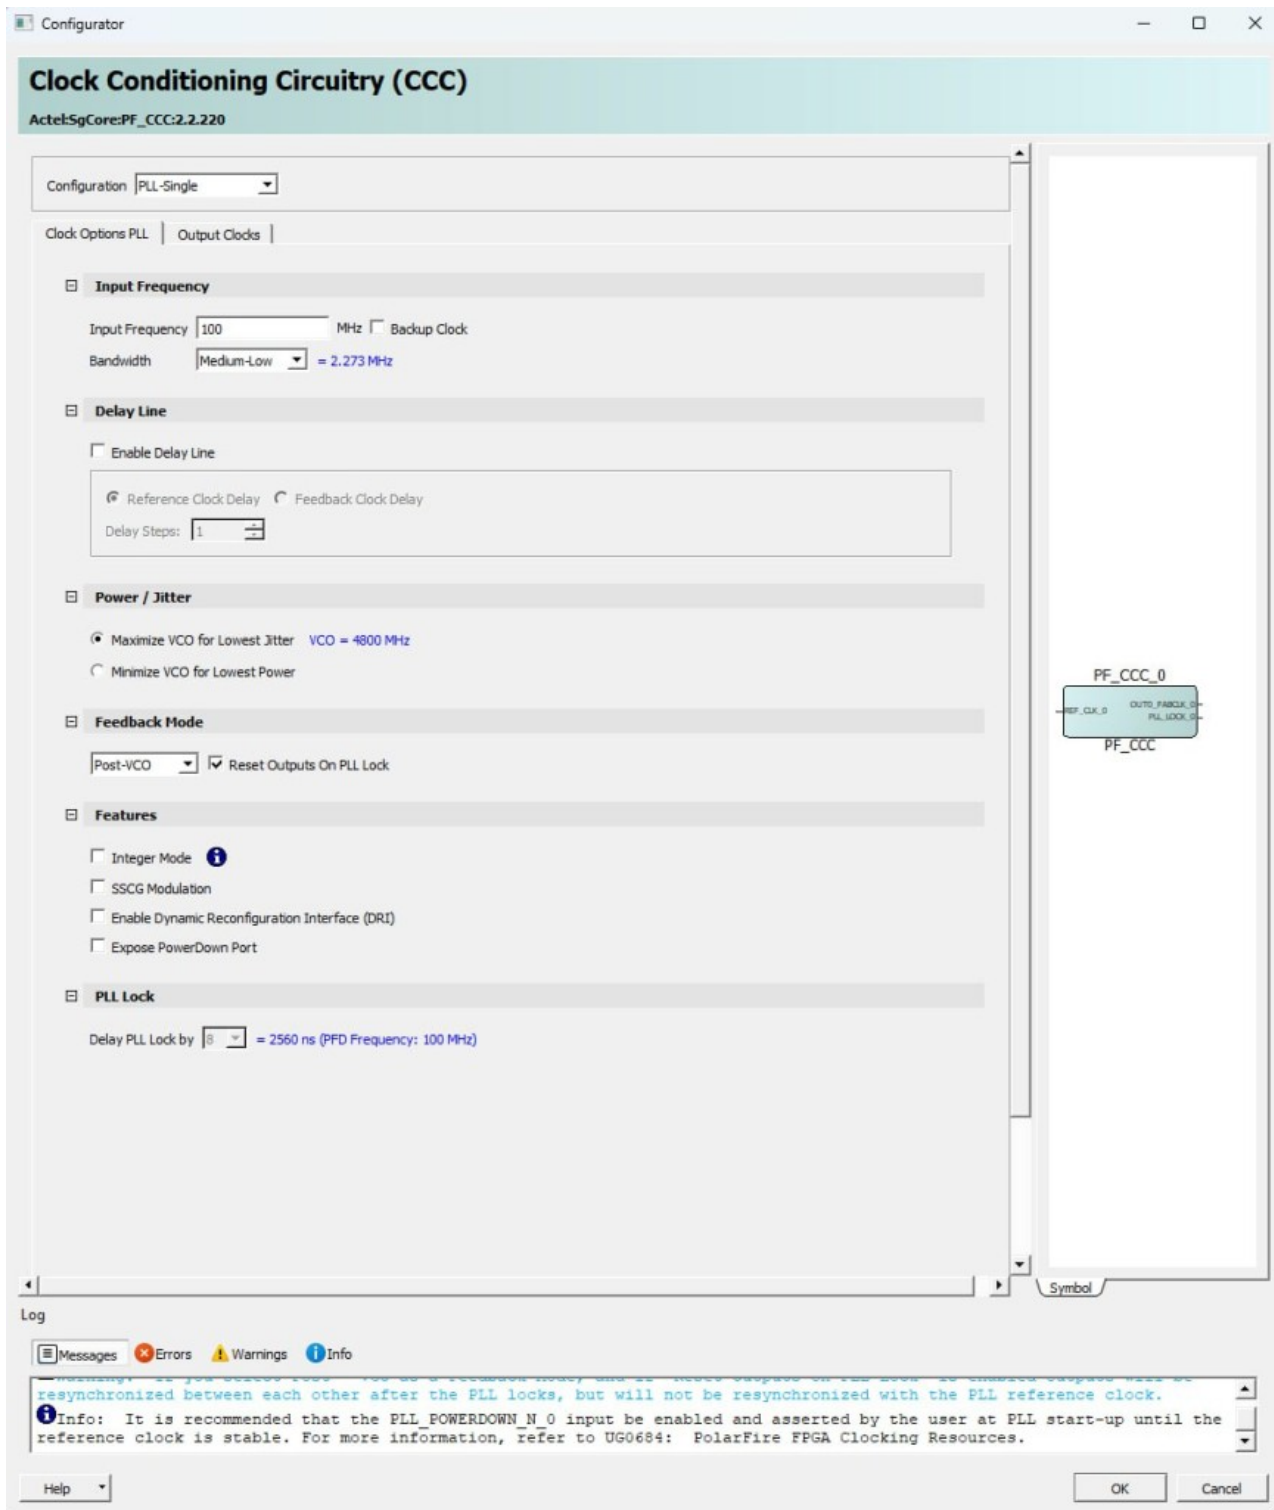 Configurator
Clock Conditioning Circuitry (CCC)
Actel:SgCore:PF_CCC:2.2.220
Configuration PLL-Single
Clock Options PLL Output Clocks
Input Frequency
Input Frequency 100 MHz Backup Clock
Bandwidth Medium-Low = 2.273 MHz
Delay Line
Enable Delay Line
Reference Clock Delay Feedback Clock Delay
Delay Steps: 1
Power / Jitter
Maximize VCO for Lowest Jitter VCO = 4800 MHz
Minimize VCO for Lowest Power
Feedback Mode
Post-VCO Reset Outputs On PLL Lock
Features
Integer Mode
SSCG Modulation
Enable Dynamic Reconfiguration Interface (DRI)
Expose PowerDown Port
PLL Lock
Delay PLL Lock by 8 = 2560 ns (PFD Frequency: 100 MHz)
PF_CCC_0
REF_CLK_0 OUT0_FABCLK_0
PLL_LOCK_0
PF_CCC
Symbol
Log
Messages Errors Warnings Info
resynchronized between each other after the PLL locks, but will not be resynchronized with the PLL reference clock.
Info: It is recommended that the PLL_POWERDOWN_N_0 input be enabled and asserted by the user at PLL start-up until the
reference clock is stable. For more information, refer to UG0684: PolarFire FPGA Clocking Resources.
Help OK Cancel